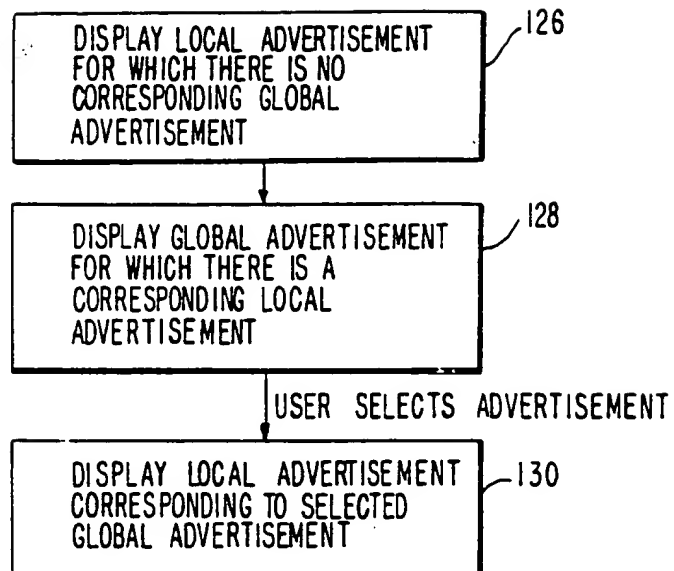 DISPLAY LOCAL ADVERTISEMENT
FOR WHICH THERE IS NO
CORRESPONDING GLOBAL
ADVERTISEMENT
126
DISPLAY GLOBAL ADVERTISEMENT
FOR WHICH THERE IS A
CORRESPONDING LOCAL
ADVERTISEMENT
128
USER SELECTS ADVERTISEMENT
DISPLAY LOCAL ADVERTISEMENT
CORRESPONDING TO SELECTED
GLOBAL ADVERTISEMENT
130